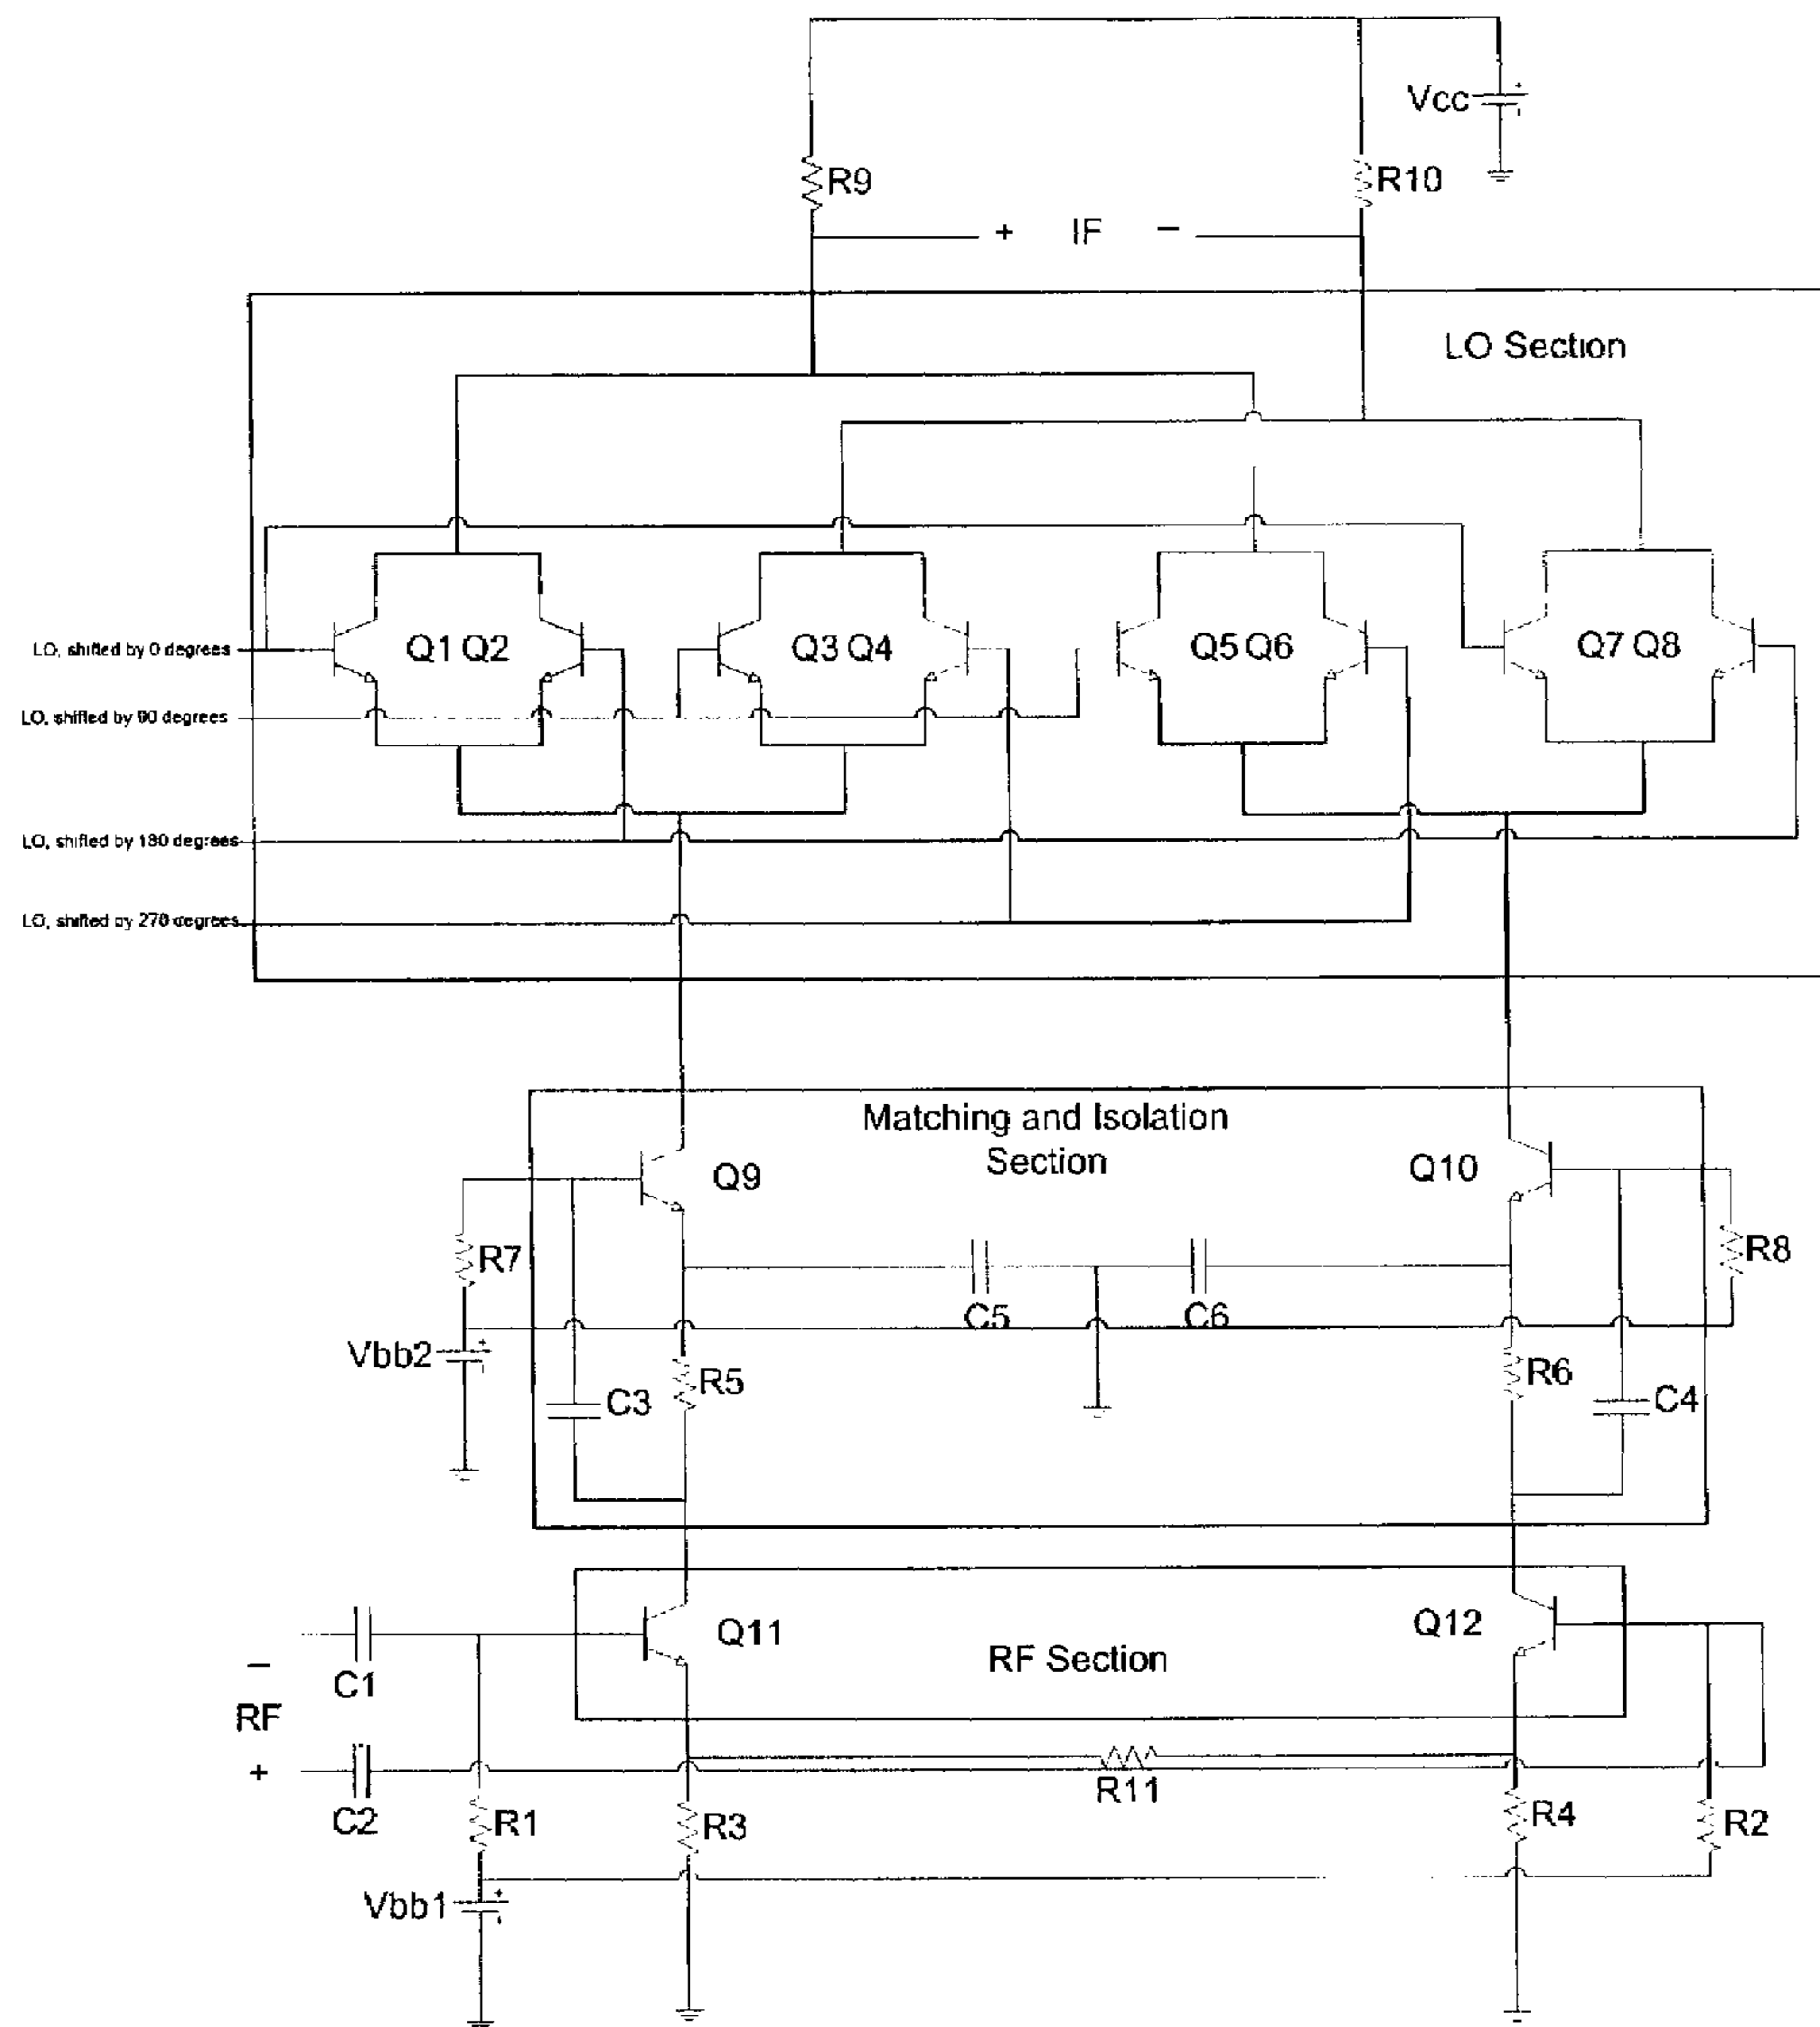 Vcc
R9
R10
+ IF −
LO Section
Q1 Q2
Q3 Q4
Q5 Q6
Q7 Q8
LO, shifted by 0 degrees
LO, shifted by 90 degrees
LO, shifted by 180 degrees
LO, shifted by 270 degrees
Matching and Isolation
Section
Q9
Q10
R7
R8
C5
C6
Vbb2
R5
R6
C3
C4
Q11
Q12
RF Section
−
C1
RF
+
R11
C2
R1
R3
R4
R2
Vbb1